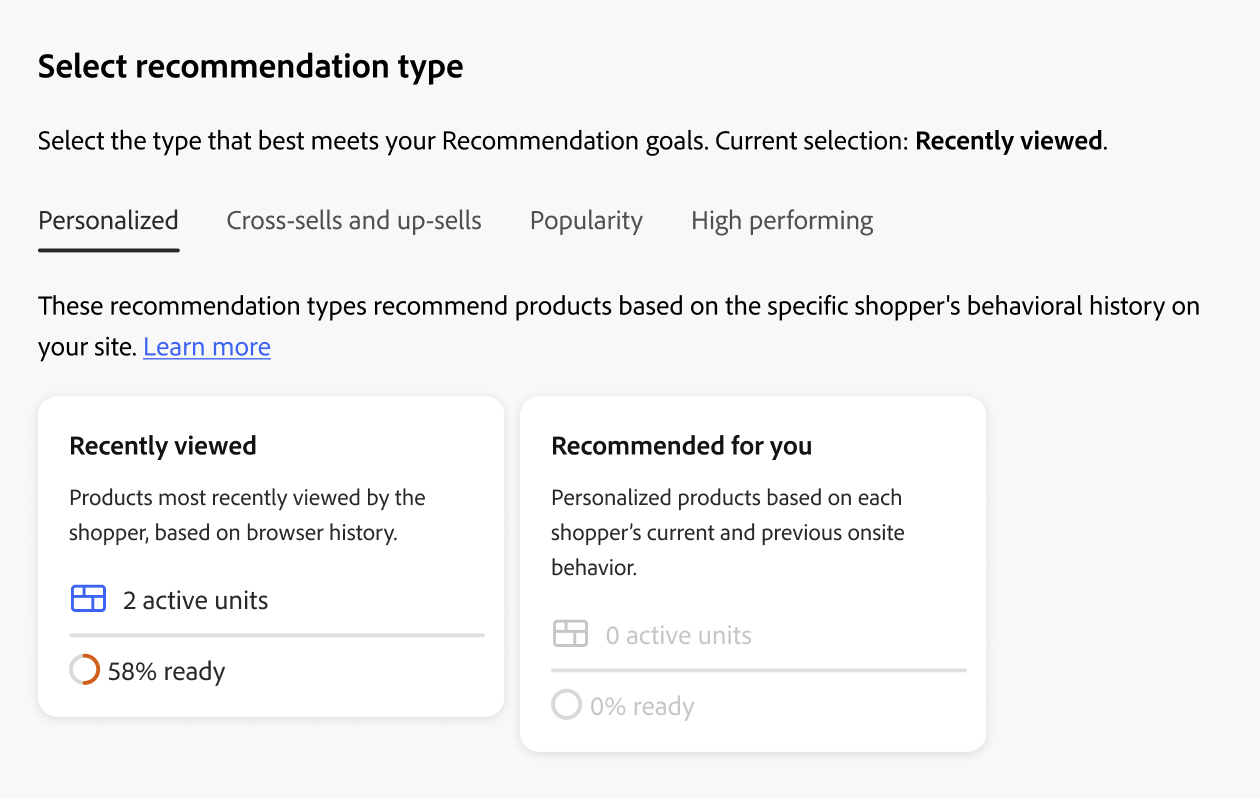 Select recommendation type
Select the type that best meets your Recommendation goals. Current selection: Recently viewed.
Personalized
Cross-sells and up-sells
Popularity
High performing
These recommendation types recommend products based on the specific shopper's behavioral history on
your site. Learn more
Recently viewed
Products most recently viewed by the
shopper, based on browser history.
2 active units
58% ready
Recommended for you
Personalized products based on each
shopper’s current and previous onsite
behavior.
0 active units
0% ready